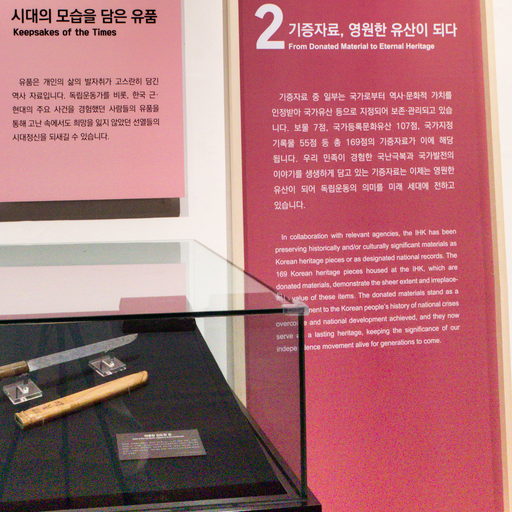 시대의 모습을 담은 유품
Keepsakes of the Times
유품은 개인의 삶의 발자취가 고스란히 담긴
역사 자료입니다. 독립운동가를 비롯, 한국 근·
현대의 주요 사건을 경험했던 사람들의 유품을
통해 고난 속에서도 희망을 잃지 않았던 선열들의
시대정신을 되새길 수 있습니다.
2 기증자료, 영원한 유산이 되다
From Donated Material to Eternal Heritage
기증자료 중 일부는 국가로부터 역사·문화적 가치를
인정받아 국가유산 등으로 지정되어 보존·관리되고 있습
니다. 보물 7점, 국가등록문화유산 107점, 국가지정
기록물 55점 등 총 169점의 기증자료가 이에 해당
됩니다. 우리 민족이 경험한 국난극복과 국가발전의
이야기를 생생하게 담고 있는 기증자료는 이제는 영원한
유산이 되어 독립운동의 의미를 미래 세대에 전하고
있습니다.
In collaboration with relevant agencies, the IHK has been
preserving historically and/or culturally significant materials as
Korean heritage pieces or as designated national records. The
169 Korean heritage pieces housed at the IHK, which are
donated materials, demonstrate the sheer extent and irreplace-
value of these items. The donated materials stand as a
to the Korean people's history of national crises
overcome and national development achieved, and they now
serve as a lasting heritage, keeping the significance of our
independence movement alive for generations to come.